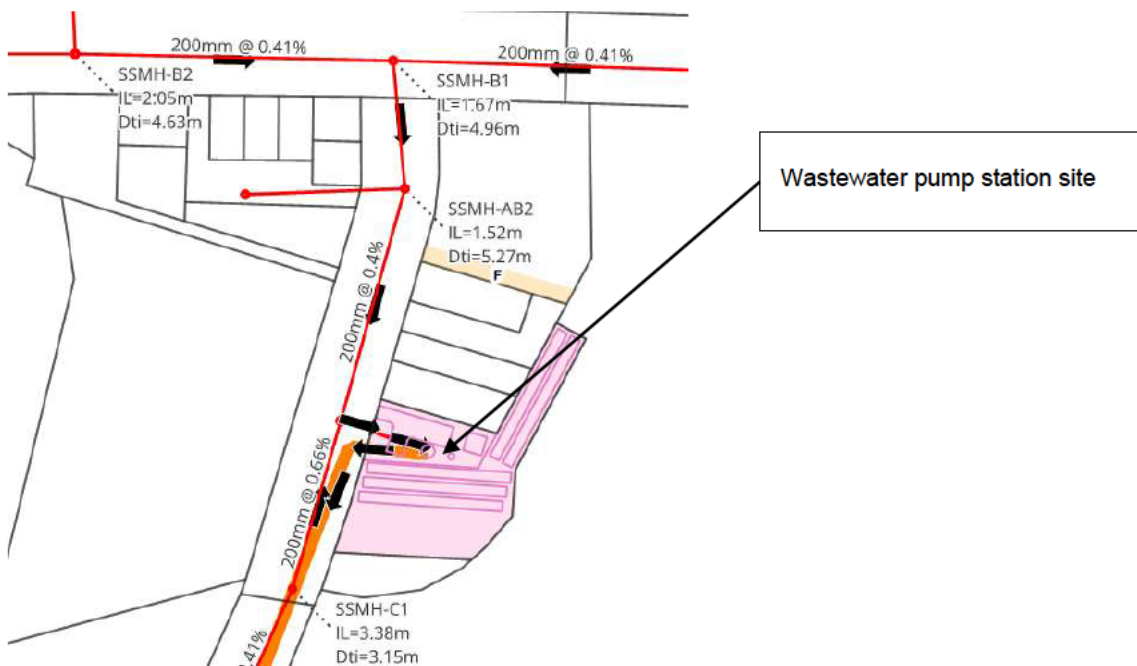 200mm @ 0.41%
200mm @ 0.41%
SSMH-B2
IL=2.05m
Dti=4.63m
SSMH-B1
IL=1.67m
Dti=4.96m
Wastewater pump station site
SSMH-AB2
IL=1.52m
Dti=5.27m
F
200mm @ 0.4%
200mm @ 0.66%
SSMH-C1
IL=3.38m
Dti=3.15m
.41%